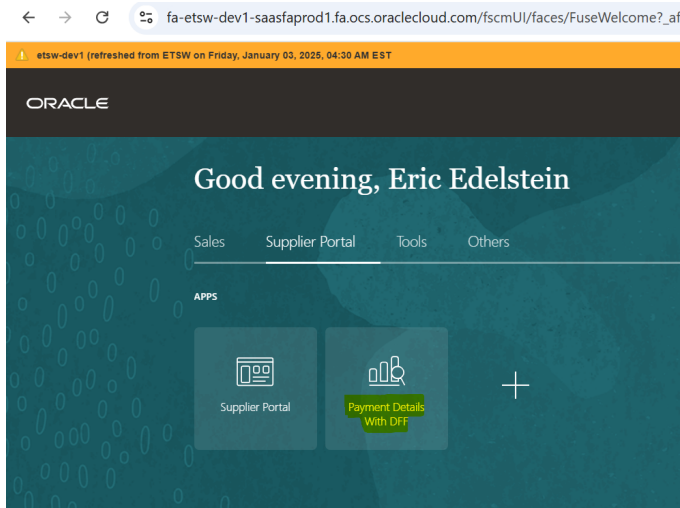 fa-etsw-dev1-saasfaprod1.fa.ocs.oraclecloud.com/fscmUI/faces/FuseWelcome?_af
etsw-dev1 (refreshed from ETSW on Friday, January 03, 2025, 04:30 AM EST
ORACLE
Good evening, Eric Edelstein
Sales Supplier Portal Tools Others
APPS
Supplier Portal
Payment Details
With DFF